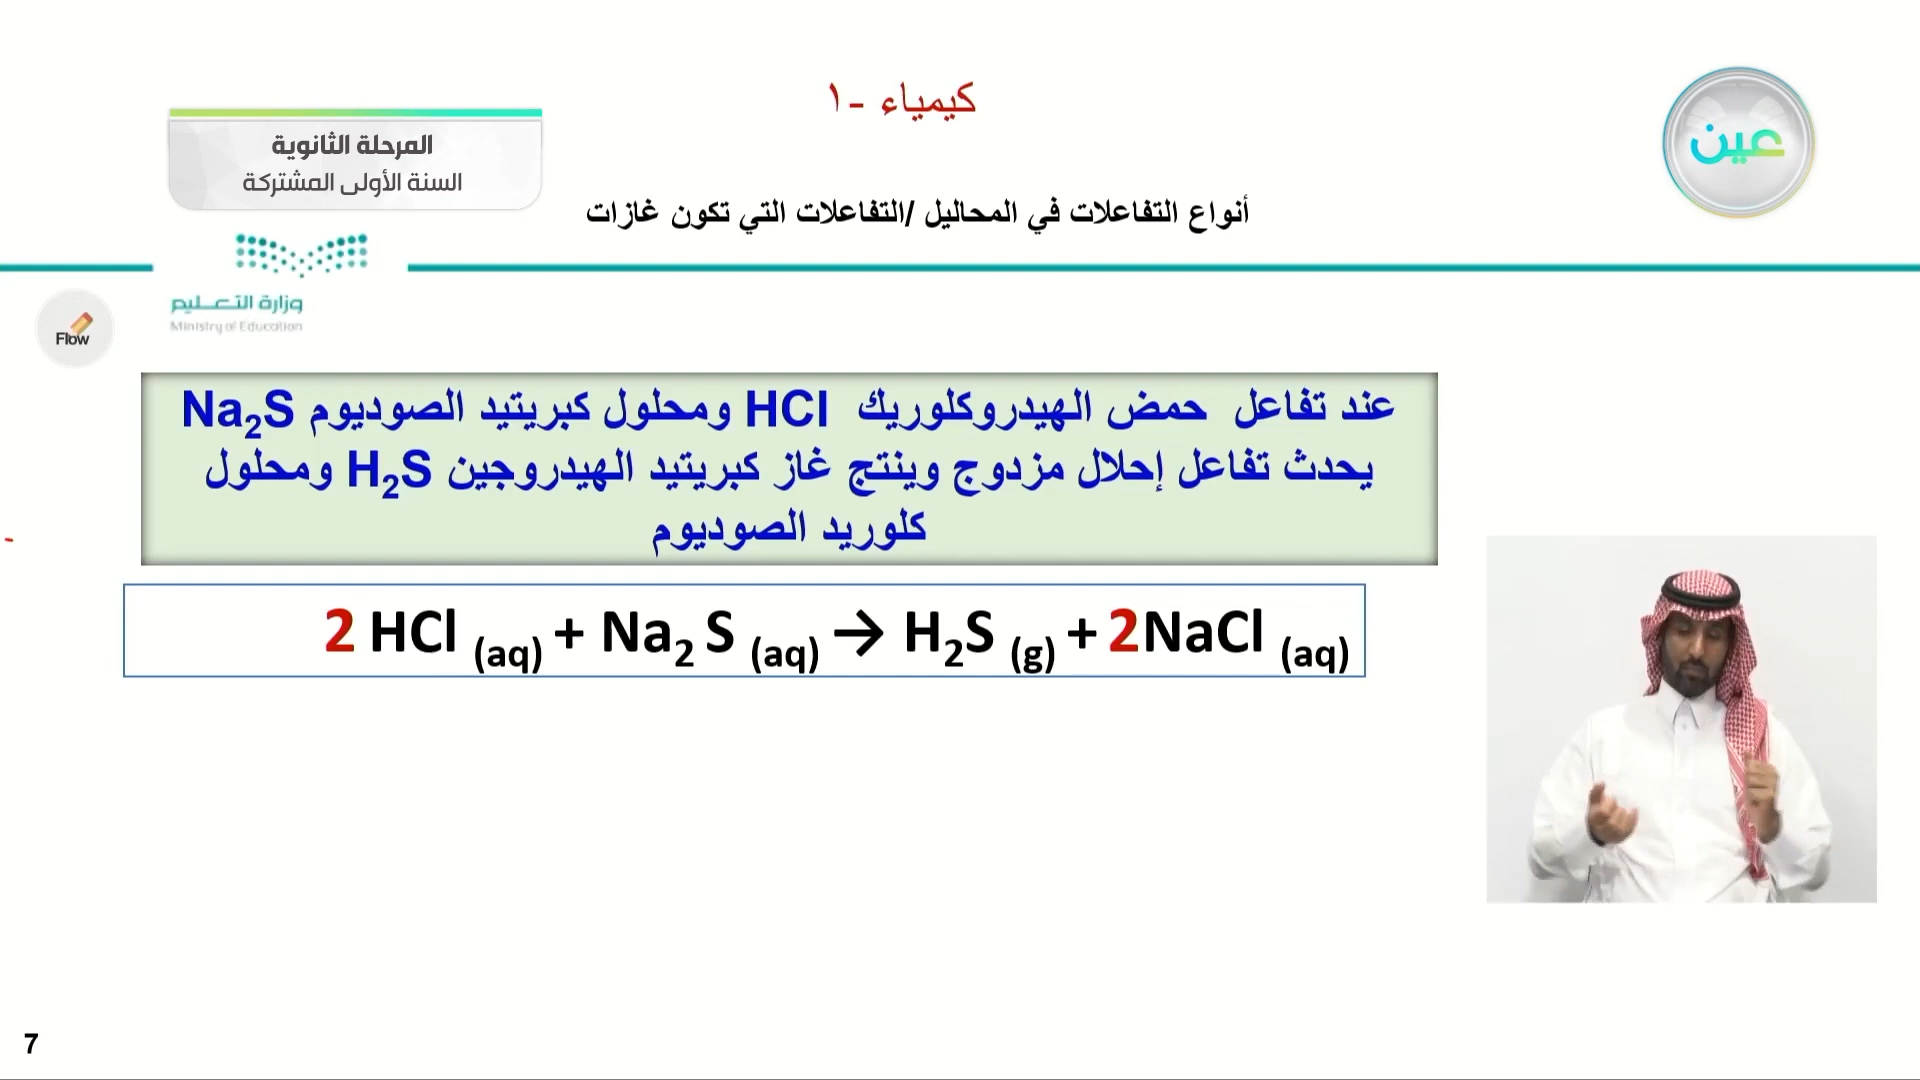 كيمياء -١
عين
المرحلة الثانوية
السنة الأولى المشتركة
أنواع التفاعلات في المحاليل /التفاعلات التي تكون غازات
وزارة التعـــليم
Ministry of Education
Flow
عند تفاعل حمض الهيدروكلوريك HCl ومحلول كبريتيد الصوديوم Na₂S
يحدث تفاعل إحلال مزدوج وينتج غاز كبريتيد الهيدروجين H₂S ومحلول
كلوريد الصوديوم
2 HCl (aq) + Na₂ S (aq) → H₂S (g) + 2NaCl (aq)
7